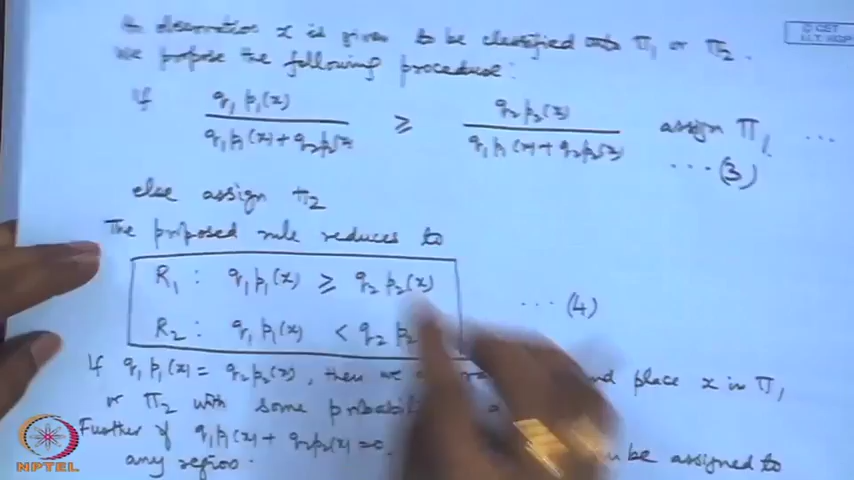 observation x is given to be classified into π₁ or π₂.
We propose the following procedure:
If q₁p₁(x) / q₁p₁(x)+q₂p₂(x) ≥ q₂p₂(x) / q₁p₁(x)+q₂p₂(x) assign π₁, ...
... (3)
else assign π₂
The proposed rule reduces to
R₁ : q₁p₁(x) ≥ q₂p₂(x)
... (4)
R₂ : q₁p₁(x) < q₂p₂
If q₁p₁(x) = q₂p₂(x), then we place x in π₁
or π₂ with some
Further if q₁p₁(x) + q₂p₂(x) = 0, be assigned to
any region.
© CET
I.I.T. KGP
NPTEL